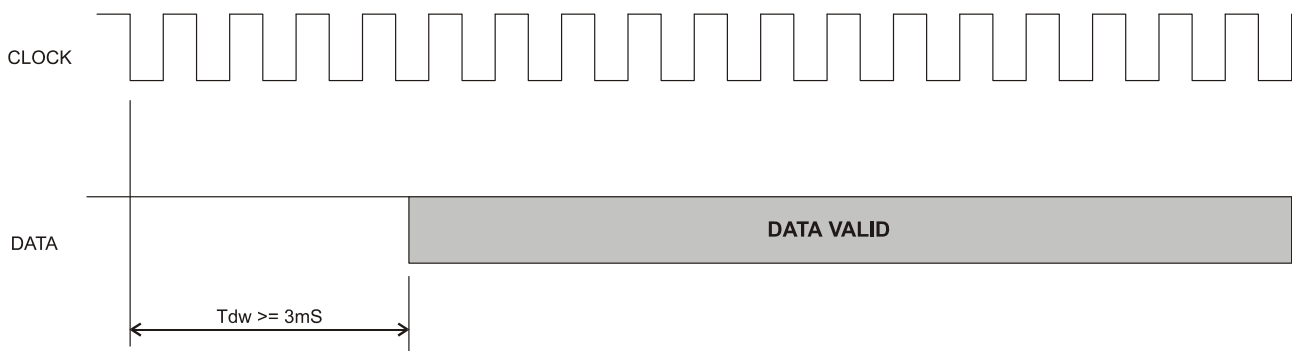 CLOCK
DATA VALID
DATA
Tdw >= 3mS